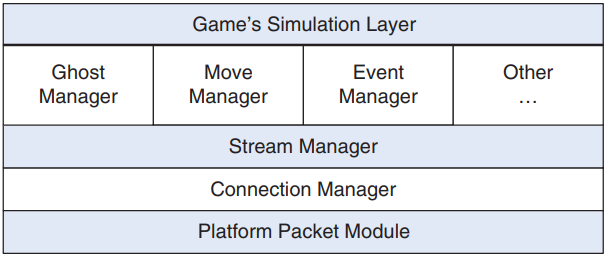 Game's Simulation Layer
Ghost
Manager
Move
Manager
Event
Manager
Other
…
Stream Manager
Connection Manager
Platform Packet Module